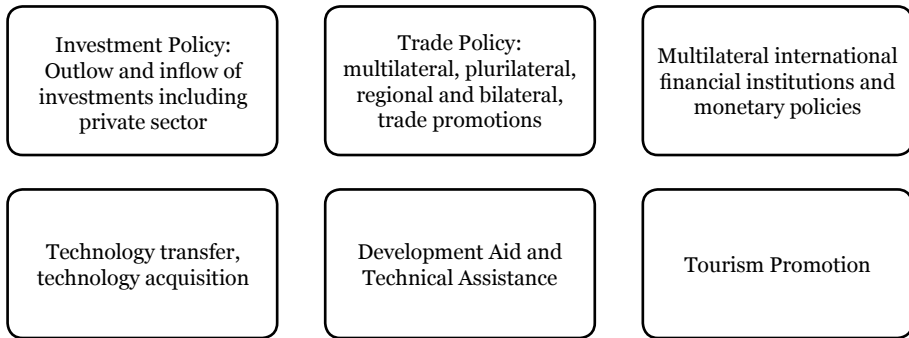 Investment Policy:
Outlow and inflow of
investments including
private sector
Trade Policy:
multilateral, plurilateral,
regional and bilateral,
trade promotions
Multilateral international
financial institutions and
monetary policies
Technology transfer,
technology acquisition
Development Aid and
Technical Assistance
Tourism Promotion